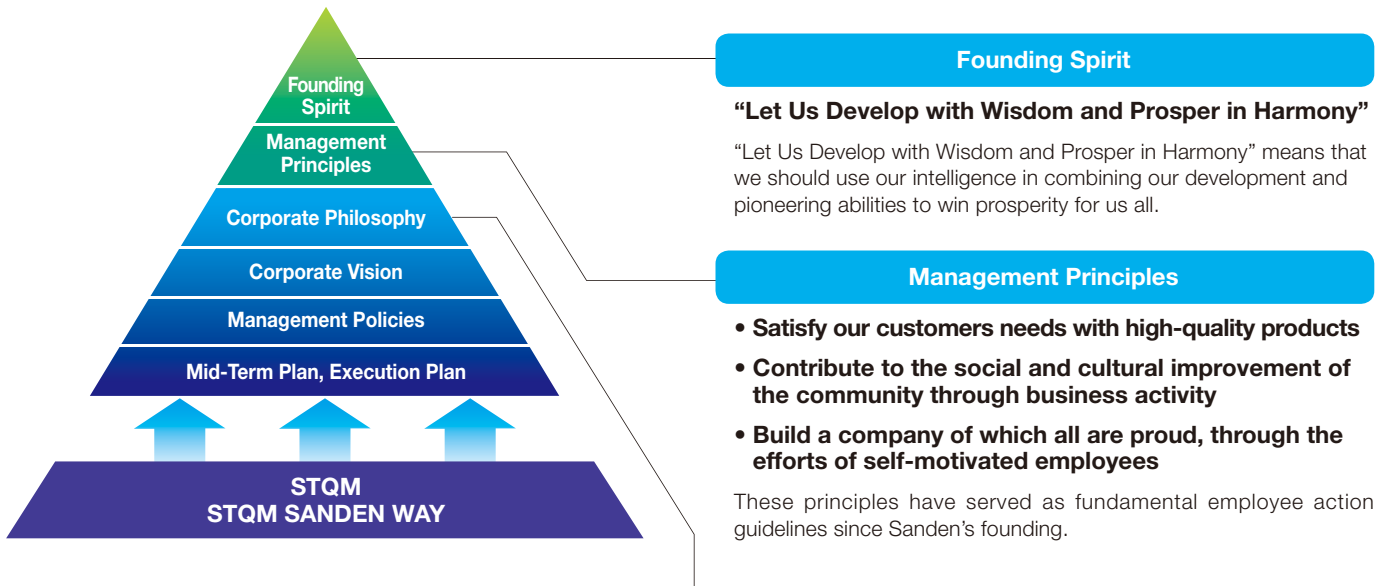 Founding
Spirit
Management
Principles
Corporate Philosophy
Corporate Vision
Management Policies
Mid-Term Plan, Execution Plan
STQM
STQM SANDEN WAY
Founding Spirit
“Let Us Develop with Wisdom and Prosper in Harmony”
“Let Us Develop with Wisdom and Prosper in Harmony” means that
we should use our intelligence in combining our development and
pioneering abilities to win prosperity for us all.
Management Principles
• Satisfy our customers needs with high-quality products
• Contribute to the social and cultural improvement of
the community through business activity
• Build a company of which all are proud, through the
efforts of self-motivated employees
These principles have served as fundamental employee action
guidelines since Sanden’s founding.